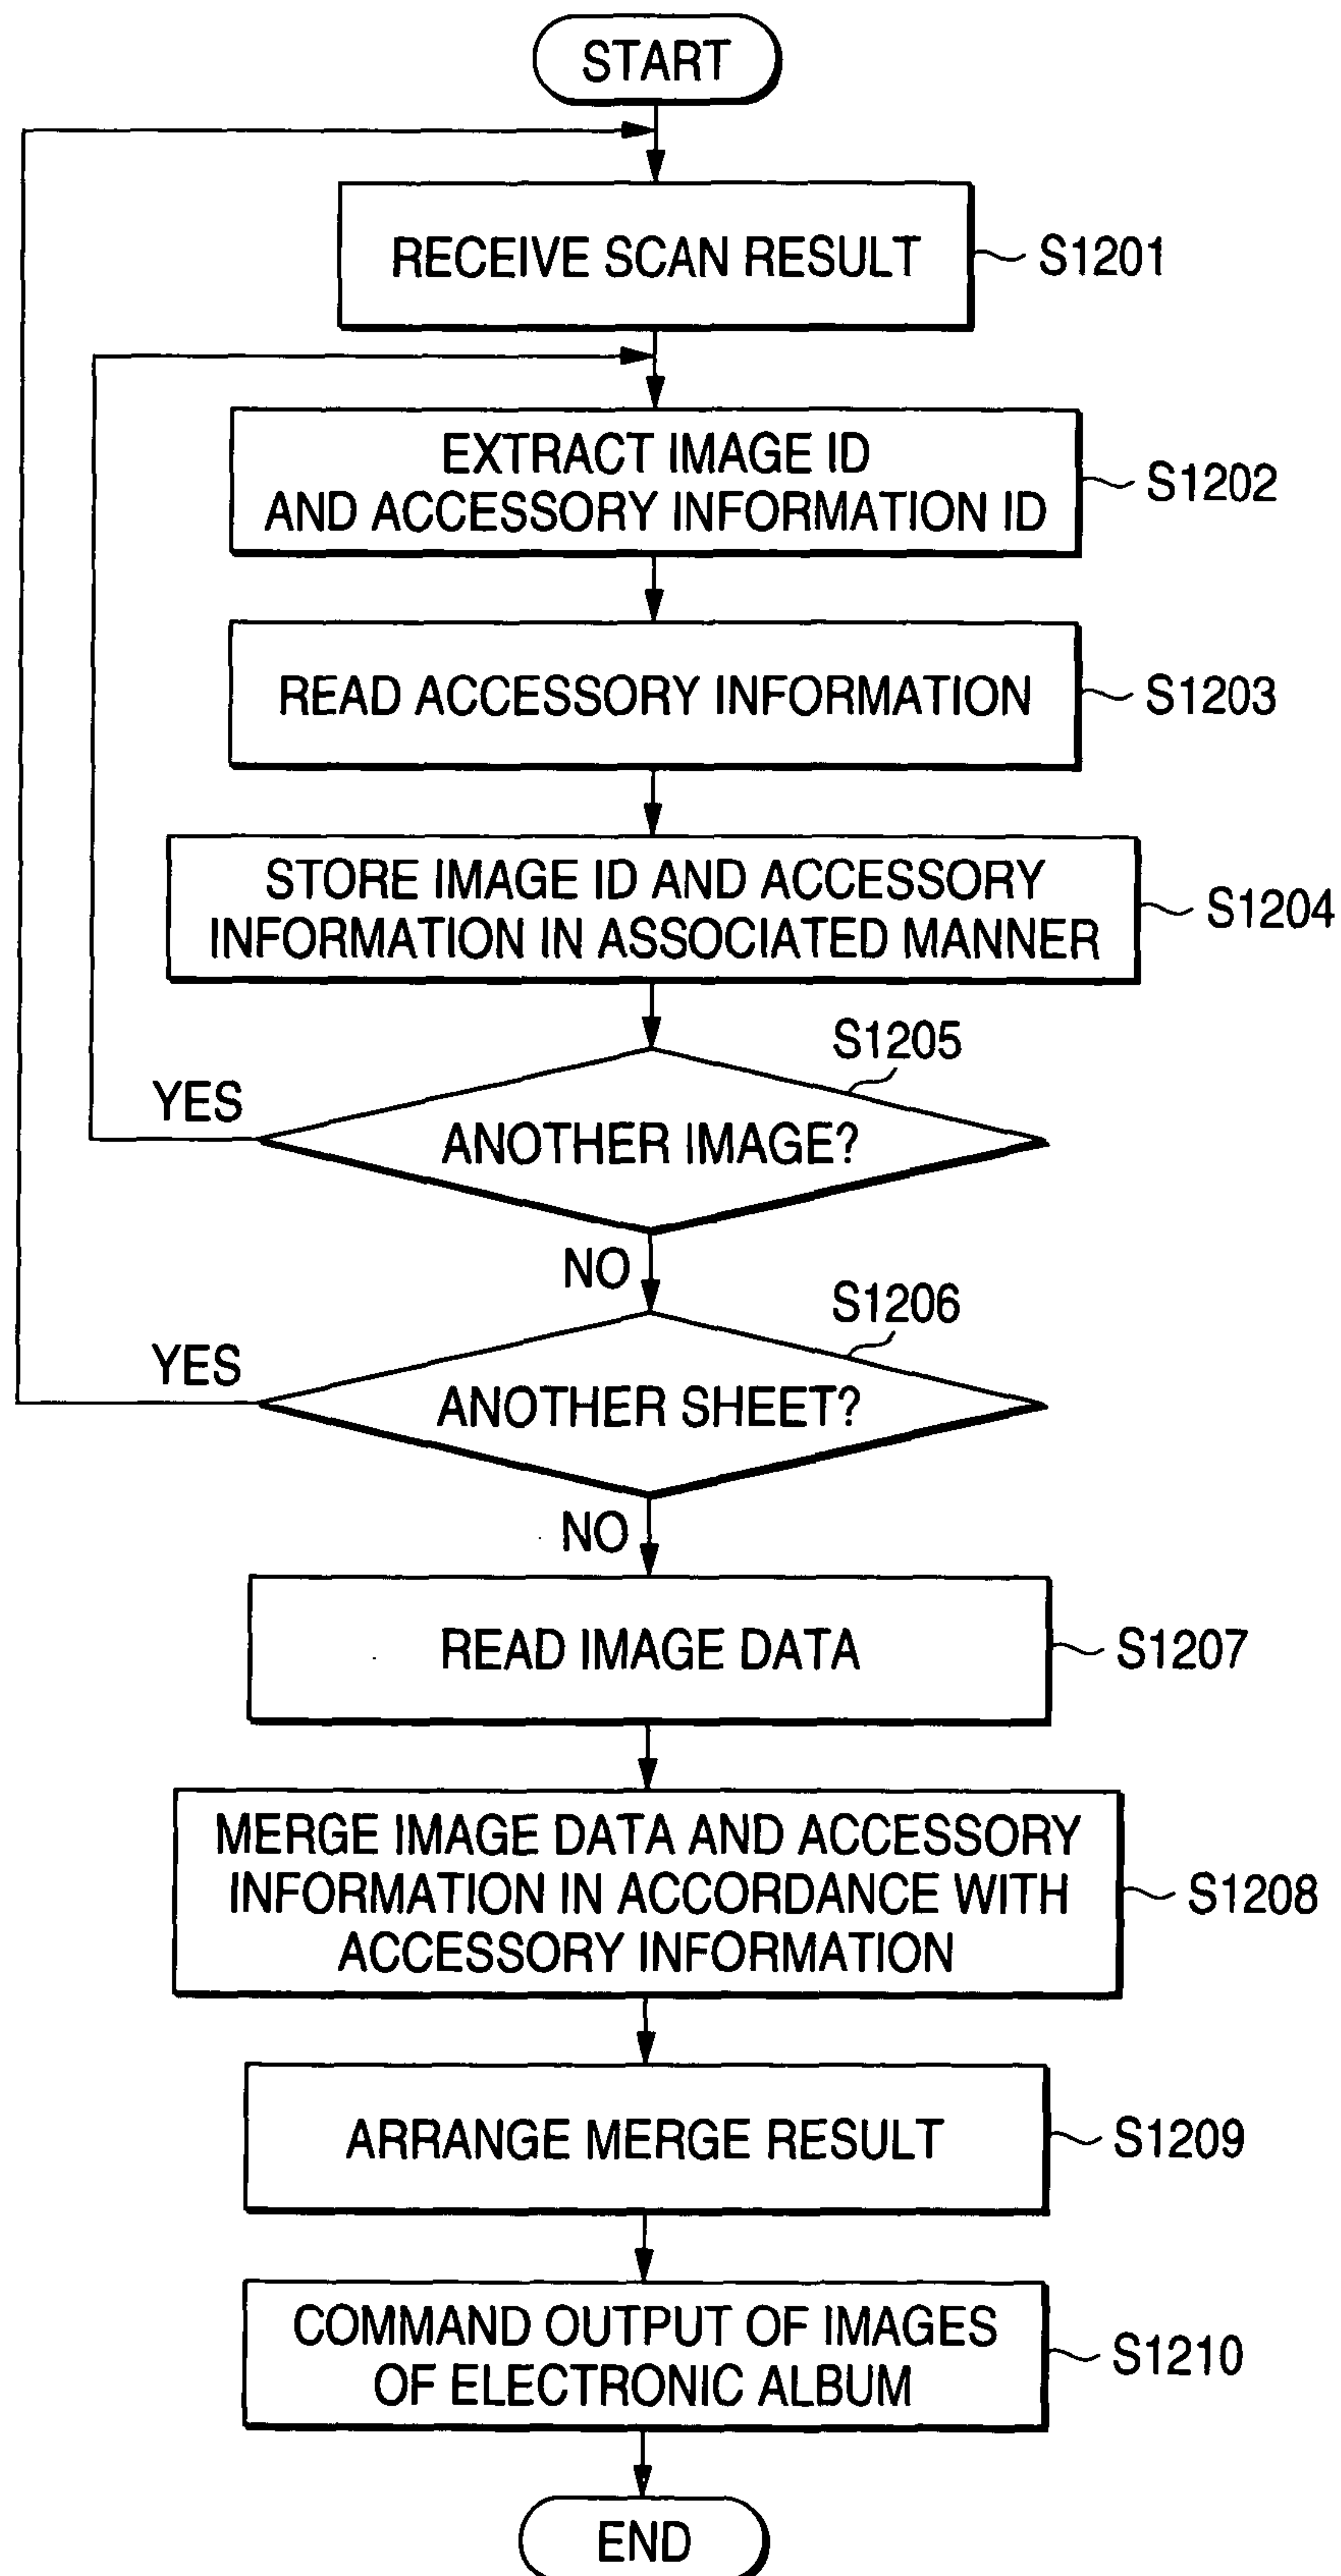 START
RECEIVE SCAN RESULT
S1201
EXTRACT IMAGE ID
AND ACCESSORY INFORMATION ID
S1202
READ ACCESSORY INFORMATION
S1203
STORE IMAGE ID AND ACCESSORY
INFORMATION IN ASSOCIATED MANNER
S1204
S1205
YES
ANOTHER IMAGE?
NO
S1206
YES
ANOTHER SHEET?
NO
READ IMAGE DATA
S1207
MERGE IMAGE DATA AND ACCESSORY
INFORMATION IN ACCORDANCE WITH
ACCESSORY INFORMATION
S1208
ARRANGE MERGE RESULT
S1209
COMMAND OUTPUT OF IMAGES
OF ELECTRONIC ALBUM
S1210
END